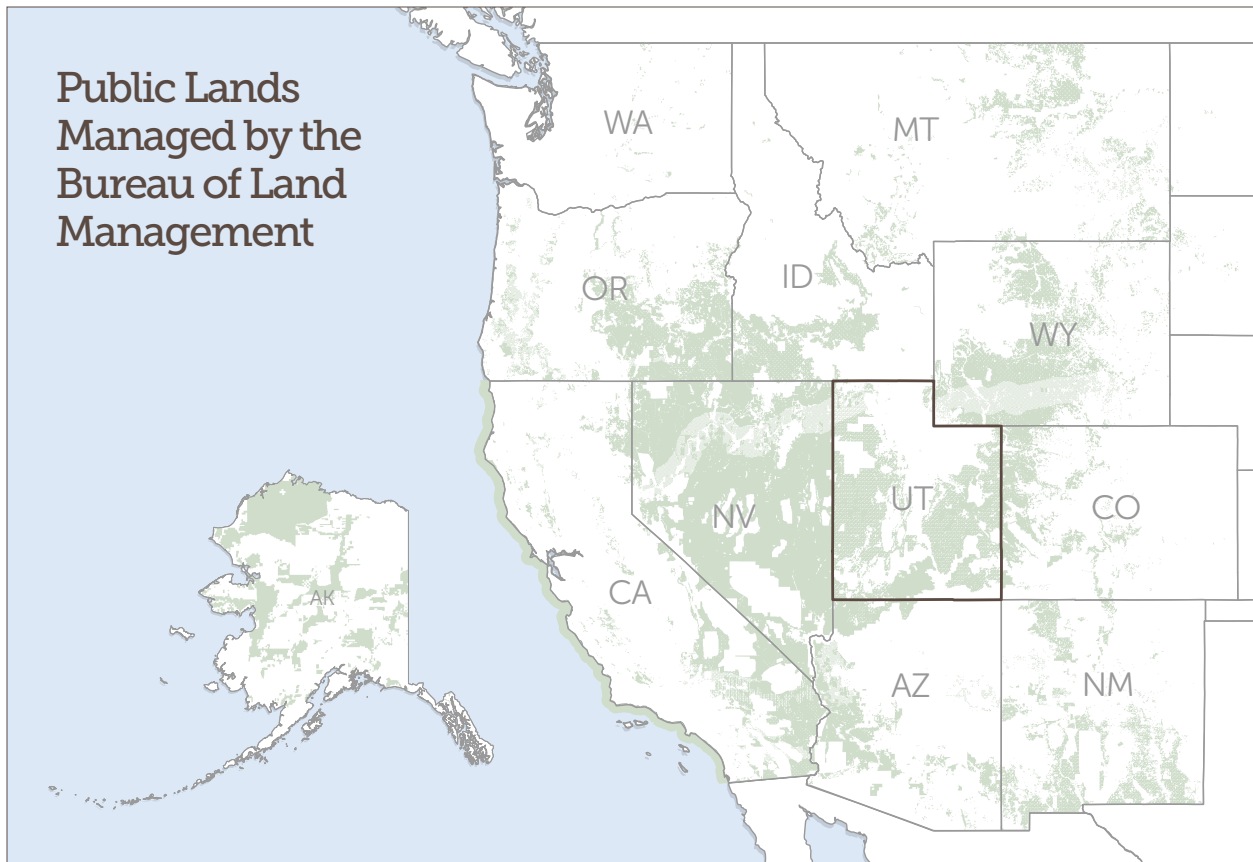 Public Lands
Managed by the
Bureau of Land
Management
WA
MT
OR
ID
WY
NV
UT
CO
CA
AK
AZ
NM